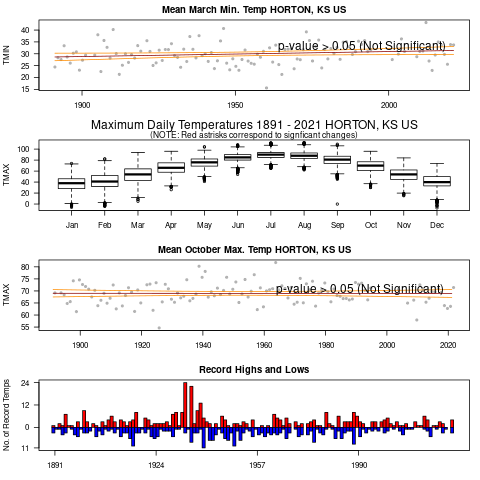 Mean March Min. Temp HORTON, KS US
TMIN
40
35
30
25
20
15
p-value > 0.05 (Not Significant)
1900 1950 2000
Maximum Daily Temperatures 1891 - 2021 HORTON, KS US
(NOTE: Red astrisks correspond to signficant changes)
TMAX
100
80
60
40
20
0
Jan Feb Mar Apr May Jun Jul Aug Sep Oct Nov Dec
Mean October Max. Temp HORTON, KS US
TMAX
80
75
70
65
60
55
p-value > 0.05 (Not Significant)
1900 1920 1940 1960 1980 2000 2020
Record Highs and Lows
No. of Record Temps
24
12
0
11
1891 1924 1957 1990